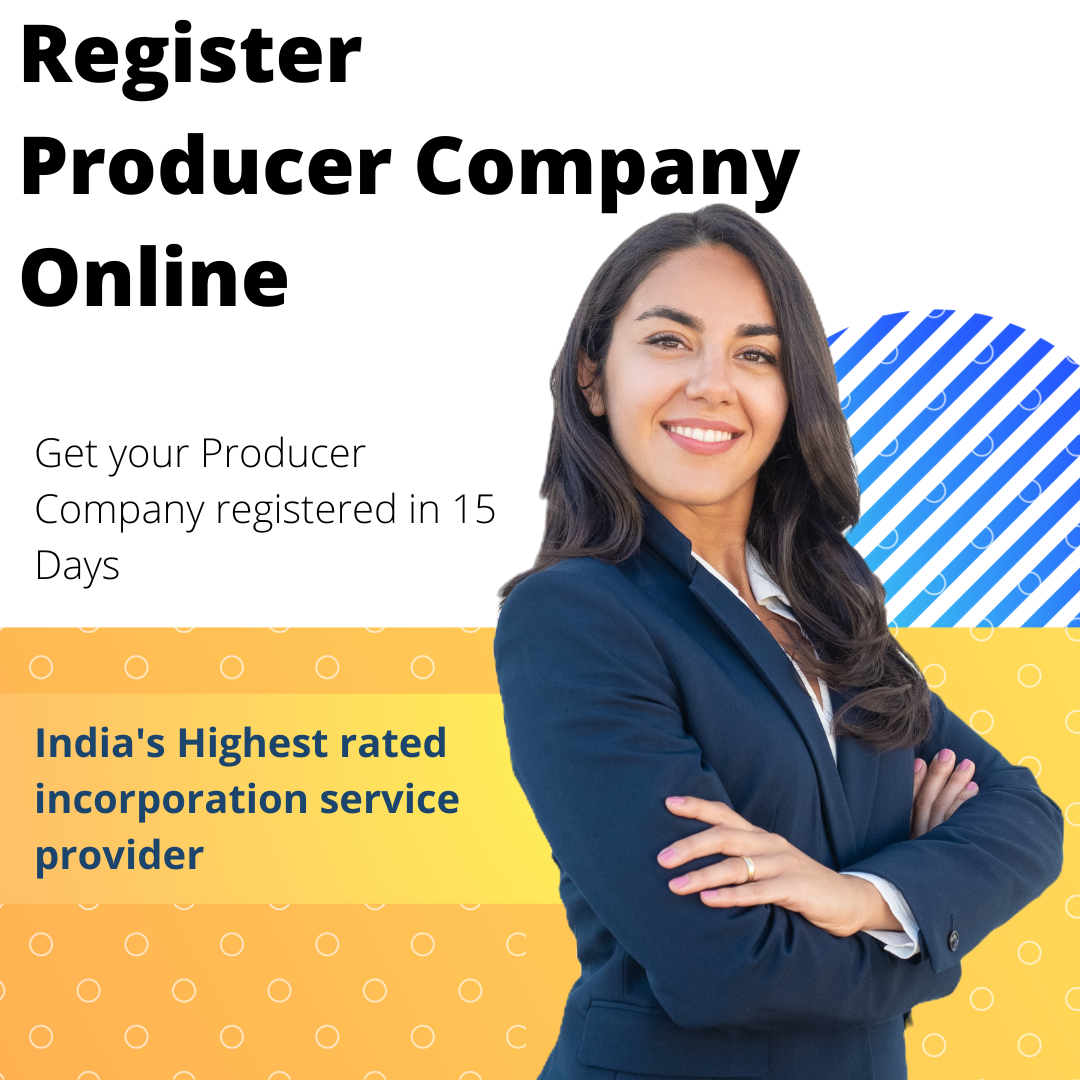 Register
Producer Company
Online
Get your Producer
Company registered in 15
Days
India's Highest rated
incorporation service
provider